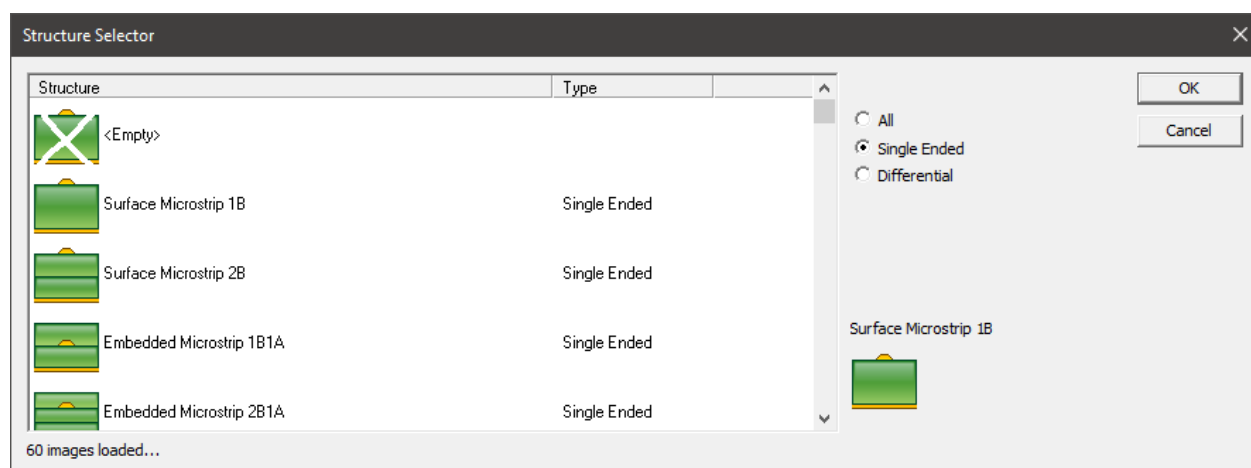 Structure Selector
Structure Type
<Empty>
Surface Microstrip 1B Single Ended
Surface Microstrip 2B Single Ended
Embedded Microstrip 1B1A Single Ended
Embedded Microstrip 2B1A Single Ended
60 images loaded...
All
Single Ended
Differential
Surface Microstrip 1B
OK
Cancel